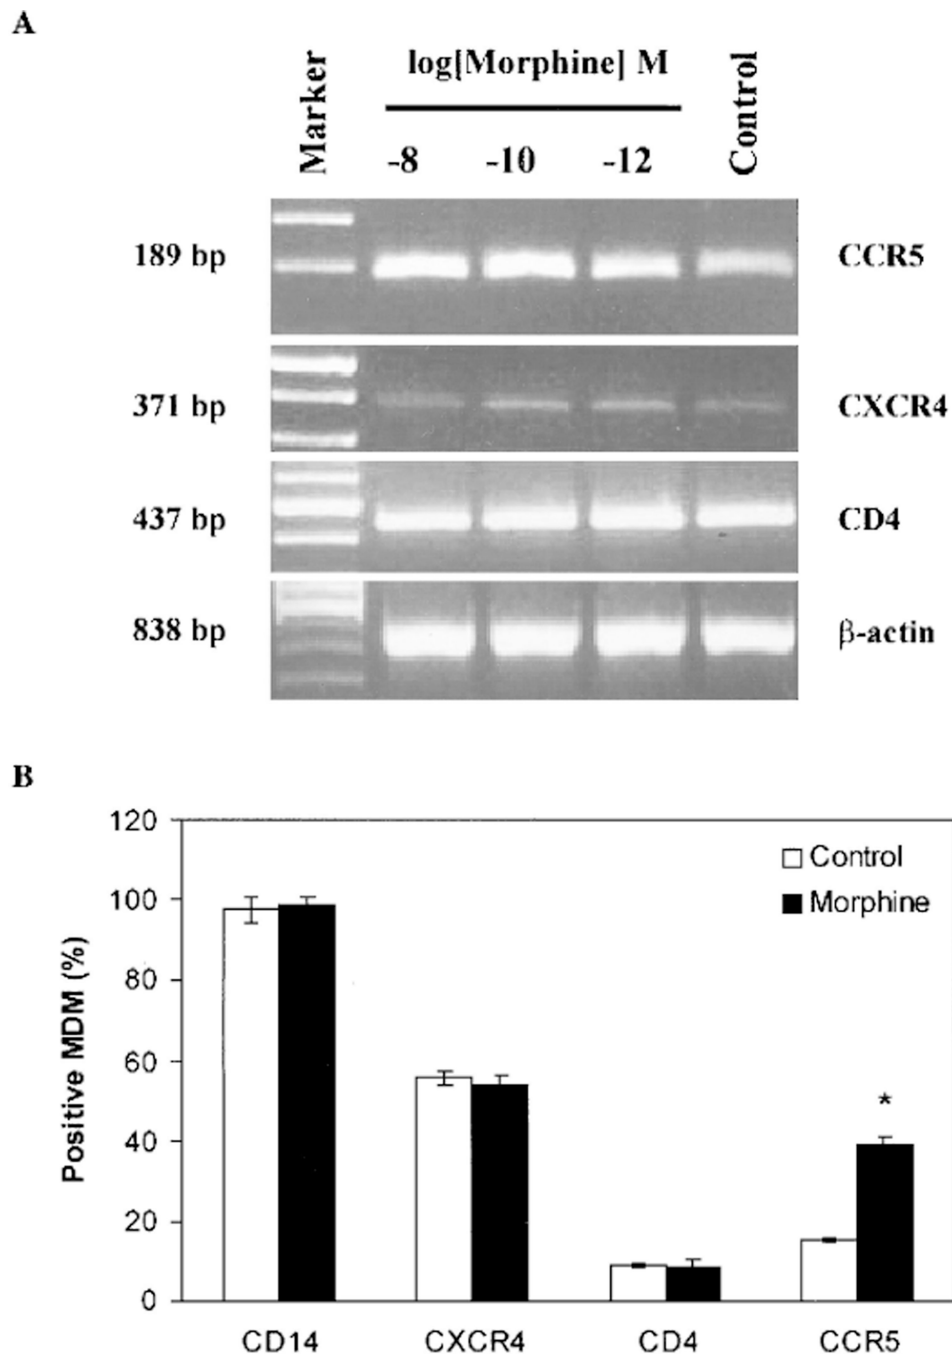 A
Marker
log[Morphine] M
Control
-8 -10 -12
189 bp CCR5
371 bp CXCR4
437 bp CD4
838 bp β-actin
B
Positive MDM (%)
120
100
80
60
40
20
0
Control
Morphine
*
CD14 CXCR4 CD4 CCR5